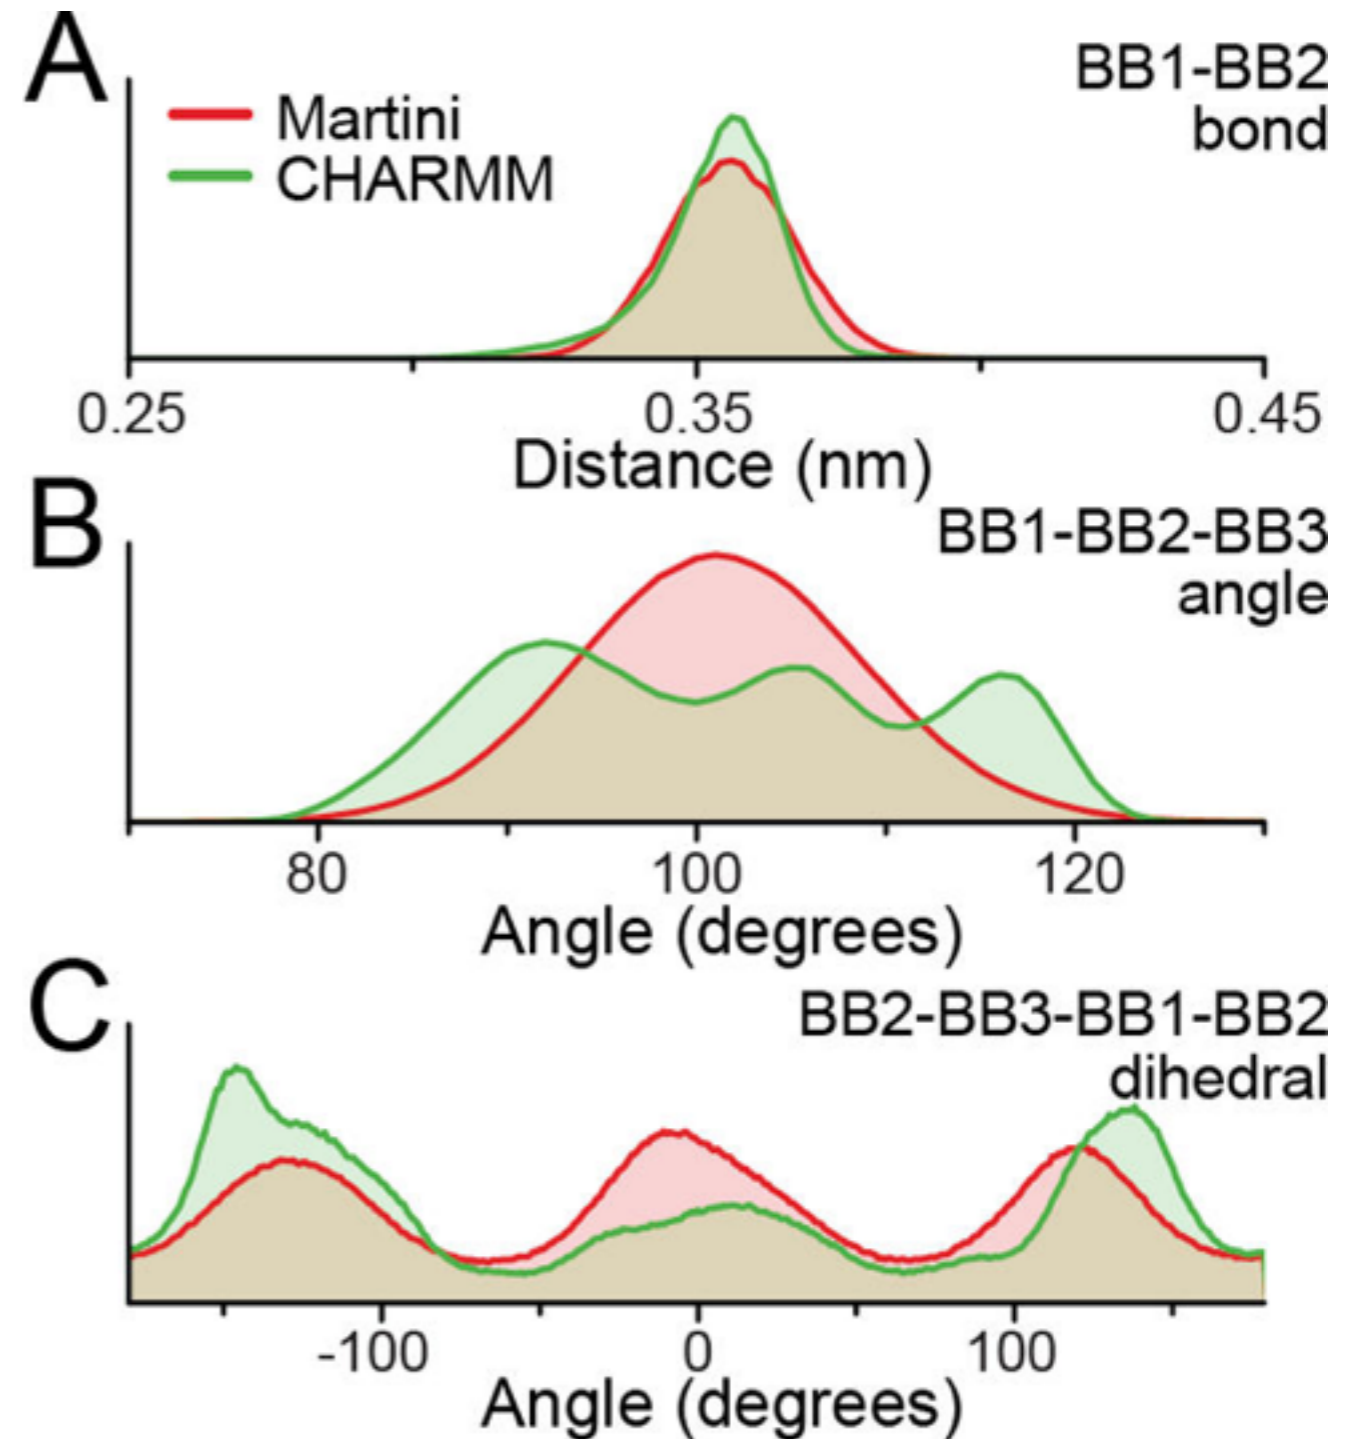 A
BB1-BB2
bond
Martini
CHARMM
0.25
0.35
0.45
Distance (nm)
B
BB1-BB2-BB3
angle
80
100
120
Angle (degrees)
C
BB2-BB3-BB1-BB2
dihedral
-100
0
100
Angle (degrees)